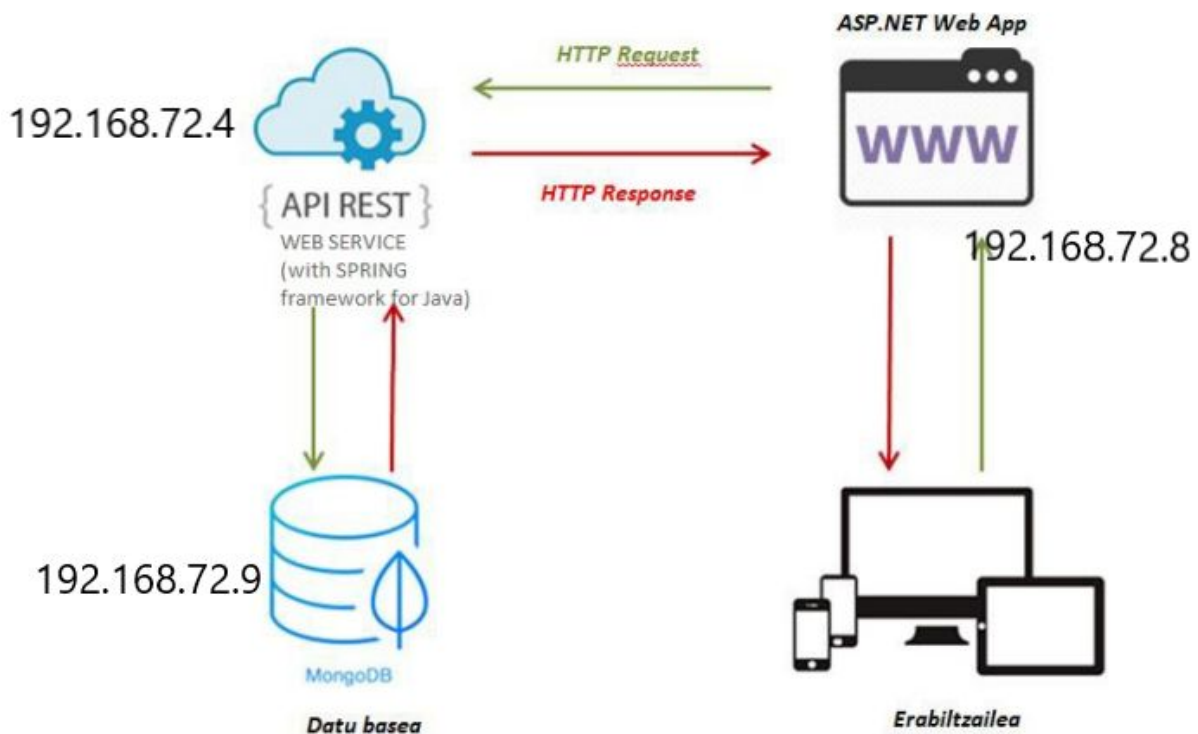 ASP.NET Web App
HTTP Request
192.168.72.4
WWW
HTTP Response
{ API REST }
WEB SERVICE
(with SPRING
framework for Java)
192.168.72.8
192.168.72.9
MongoDB
Datu basea
Erabiltzailea